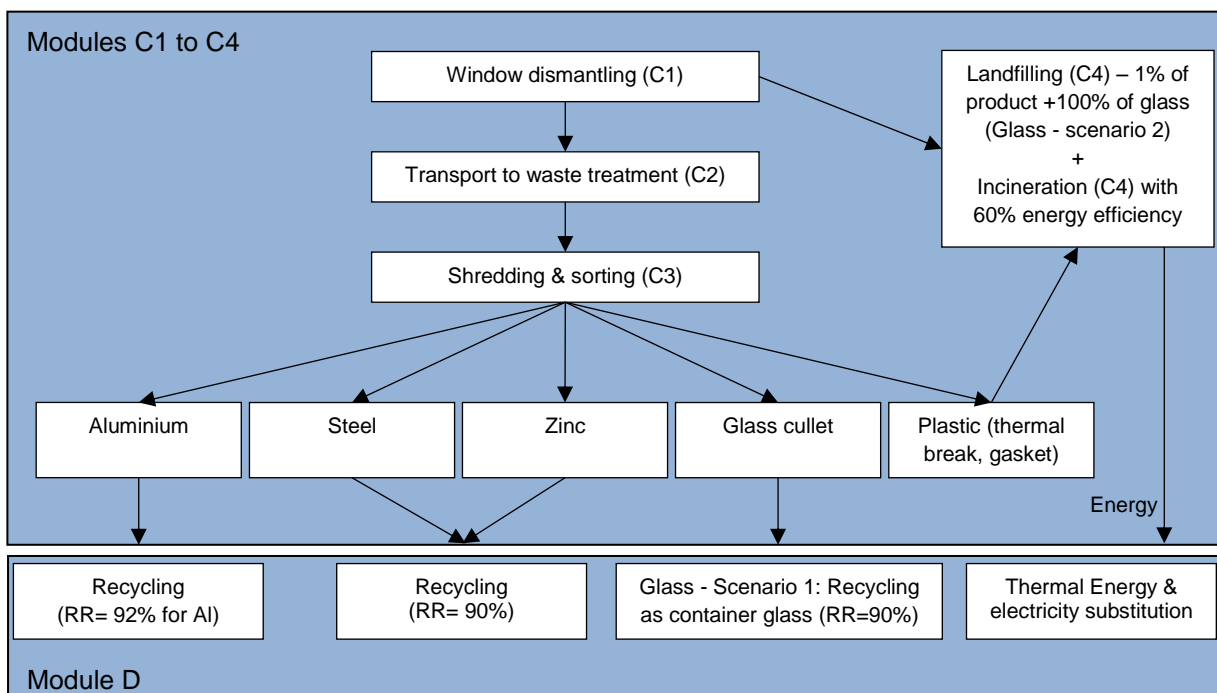 Modules C1 to C4
Window dismantling (C1)
Landfilling (C4) – 1% of
product +100% of glass
(Glass - scenario 2)
+
Incineration (C4) with
60% energy efficiency
Transport to waste treatment (C2)
Shredding & sorting (C3)
Aluminium
Steel
Zinc
Glass cullet
Plastic (thermal
break, gasket)
Energy
Recycling
(RR= 92% for Al)
Recycling
(RR= 90%)
Glass - Scenario 1: Recycling
as container glass (RR=90%)
Thermal Energy &
electricity substitution
Module D